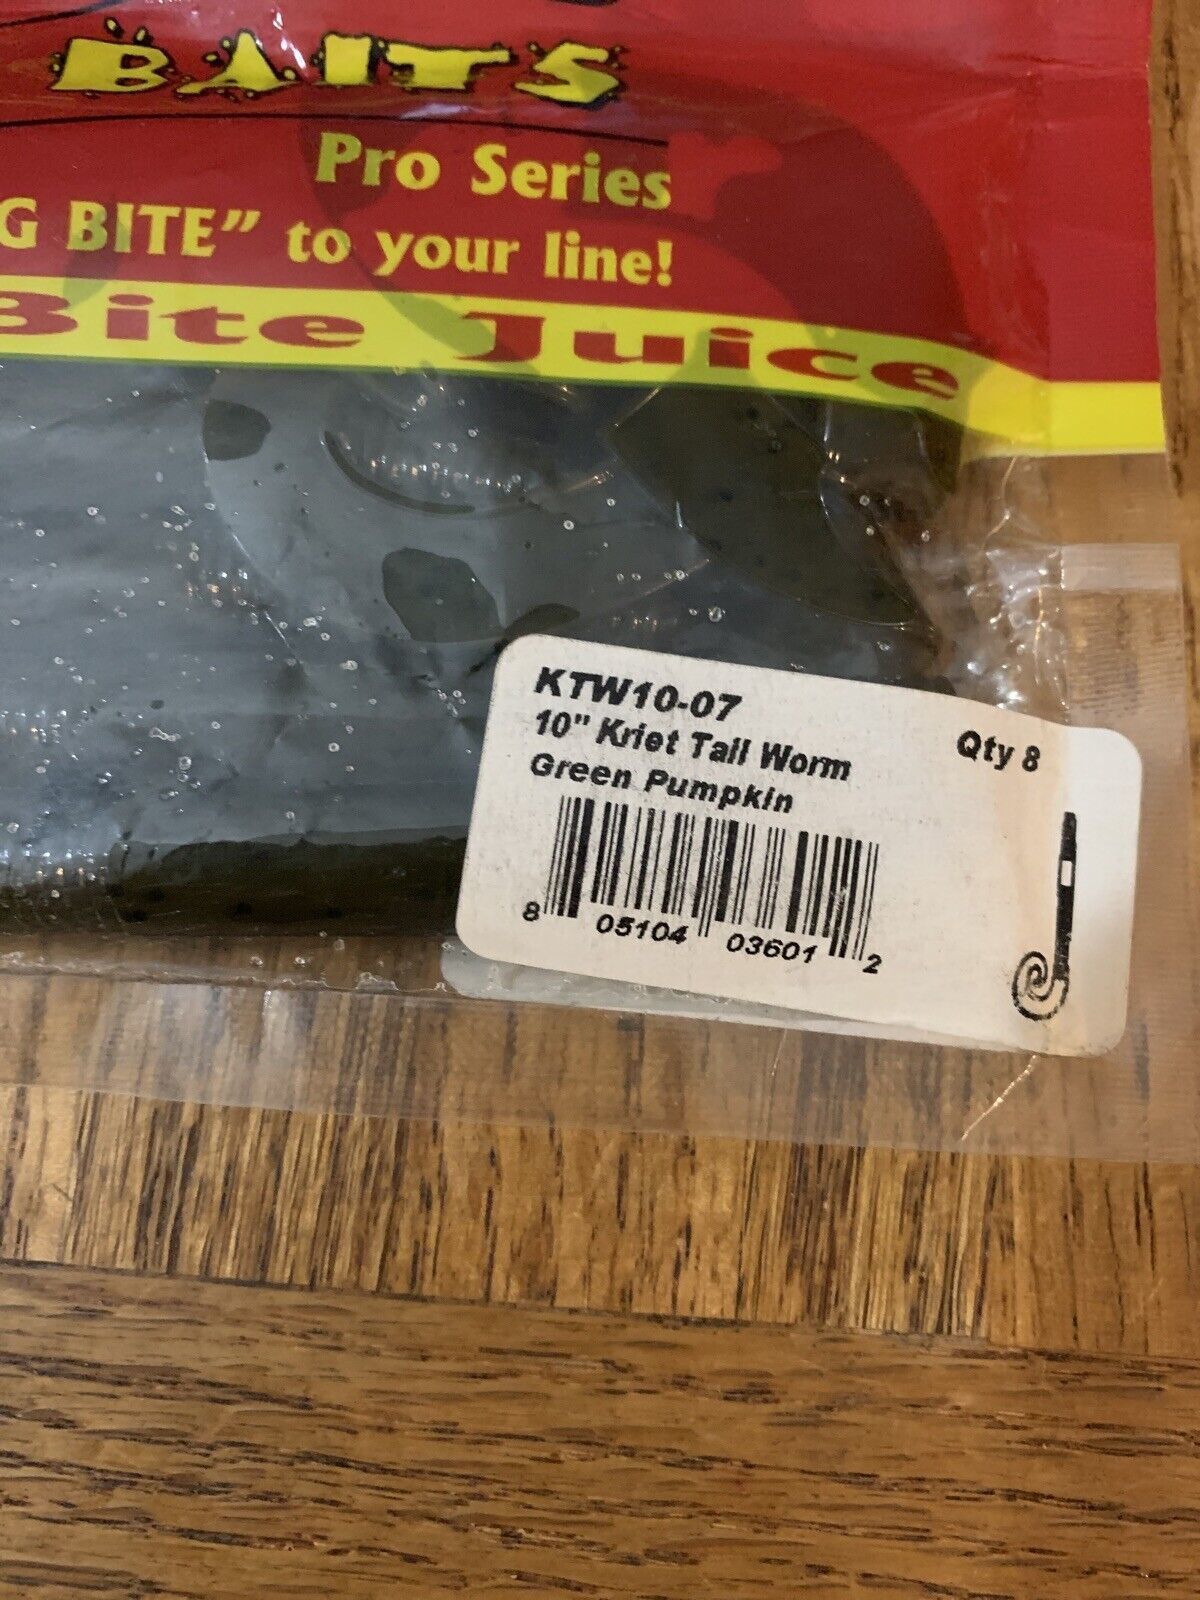 BAITS
Pro Series
G BITE" to your line!
Bite Juice
KTW10-07
10" Kriet Tail Worm
Qty 8
Green Pumpkin
8 05104 03601 2